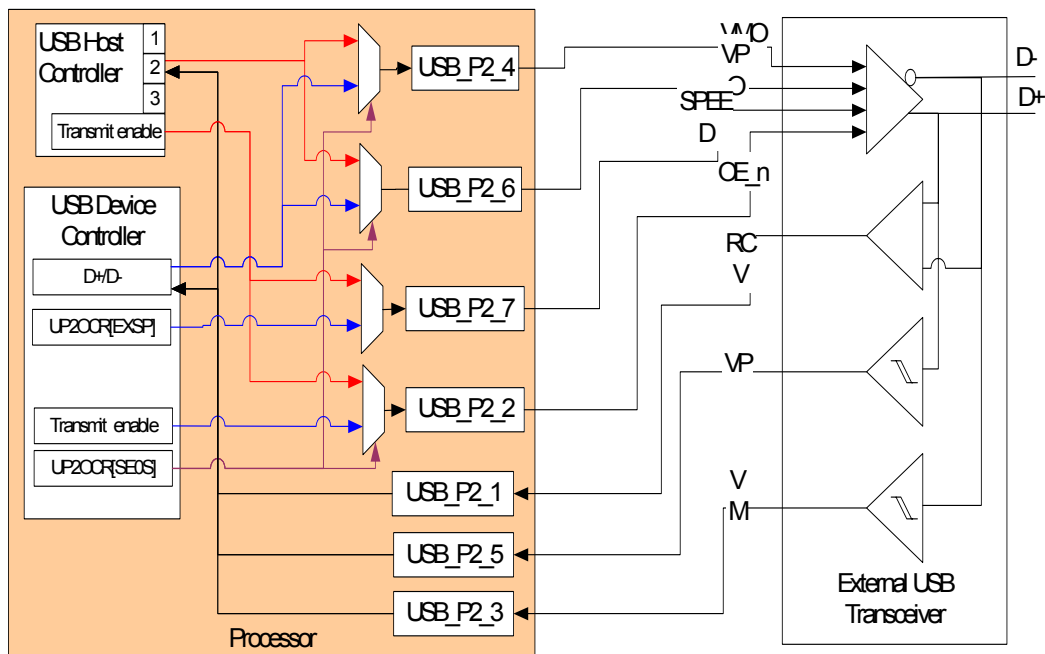 USB Host
Controller
1
2
3
Transmit enable
USB Device
Controller
D+/D-
UP2OCR[EXSP]
Transmit enable
UP2OCR[SE0S]
USB_P2_4
USB_P2_6
USB_P2_7
USB_P2_2
USB_P2_1
USB_P2_5
USB_P2_3
Processor
VP
SPEE
D
OE_n
RC
V
VP
V
M
D-
D+
External USB
Transceiver